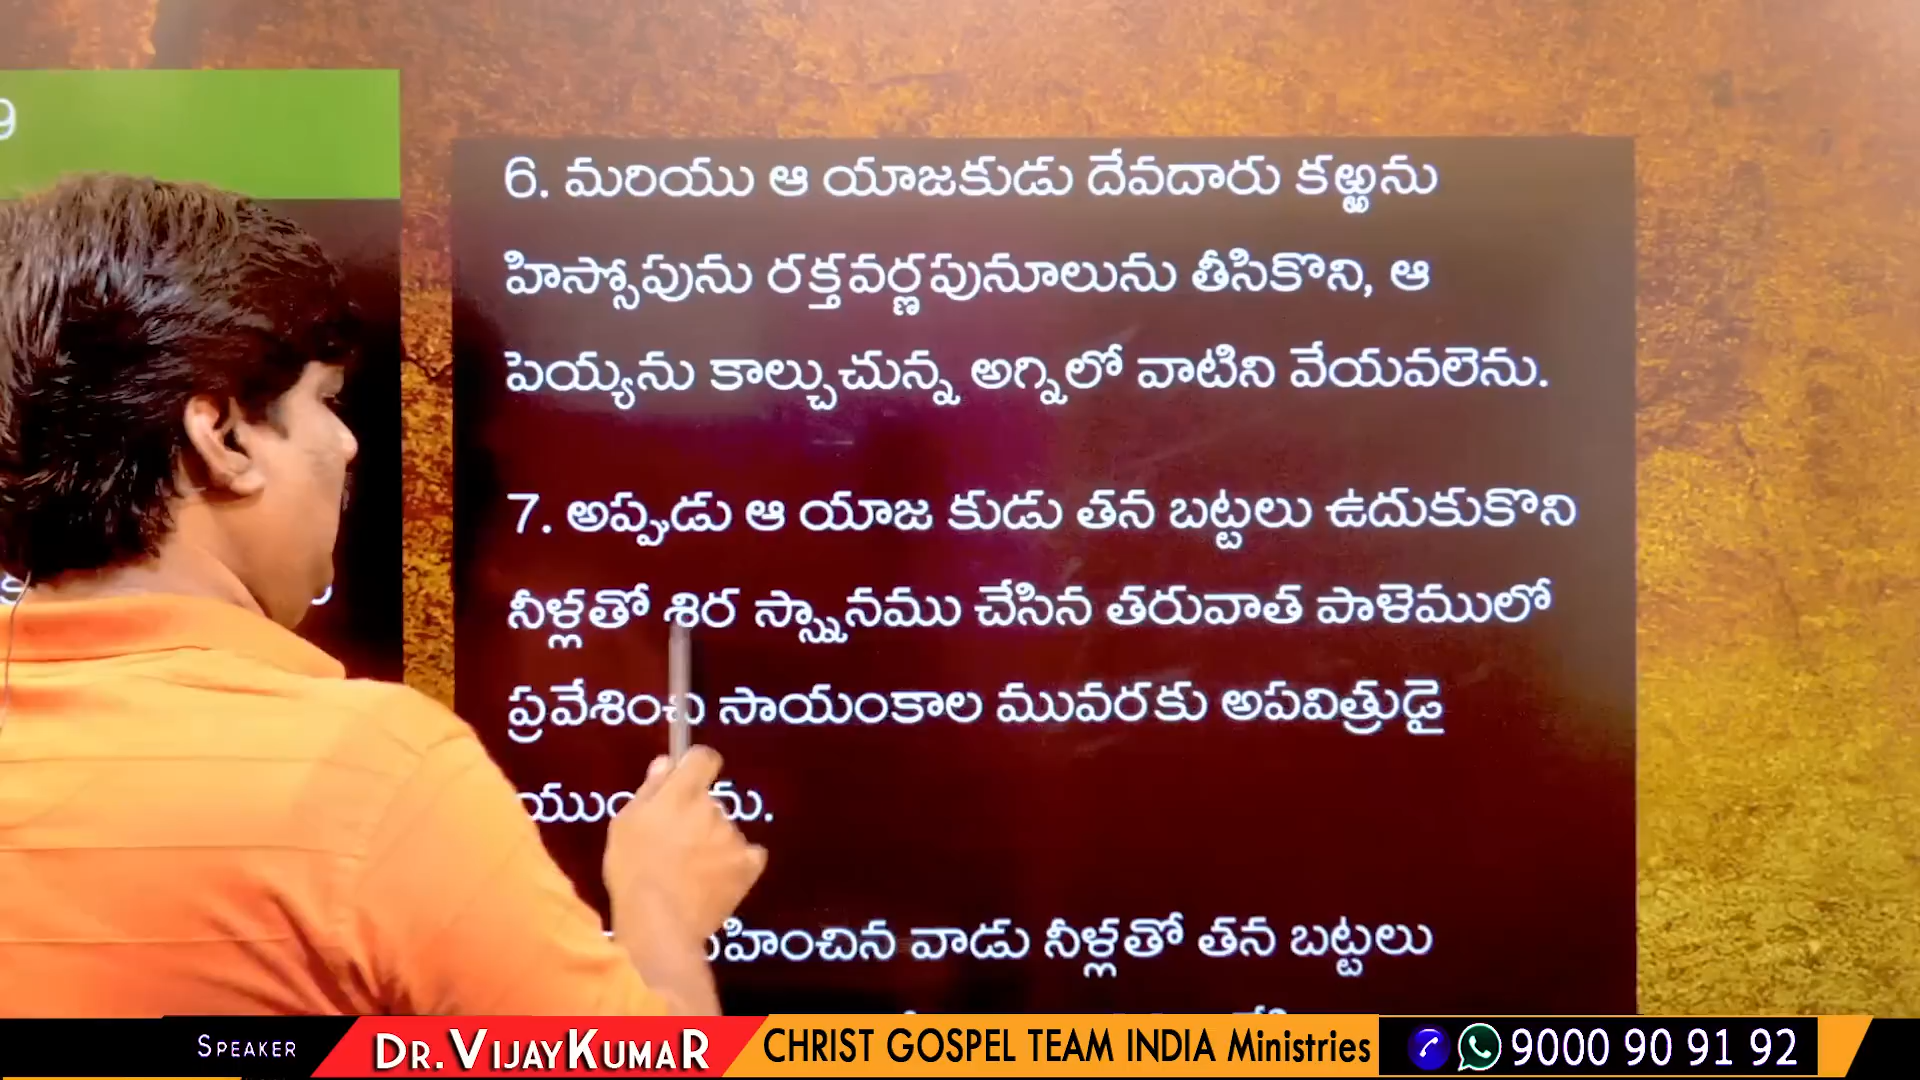 9
6. మరియు ఆ యాజకుడు దేవదారు కఱ్ఱను
హిస్సోపును రక్తవర్ణపునూలును తీసికొని, ఆ
పెయ్యను కాల్చుచున్న అగ్నిలో వాటిని వేయవలెను.
7. అప్పుడు ఆ యాజ కుడు తన బట్టలు ఉదుకుకొని
నీళ్లతో శిర స్స్నానము చేసిన తరువాత పాళెములో
ప్రవేశించి సాయంకాల మువరకు అపవిత్రుడై
వాడు నీళ్లతో తన బట్టలు
SPEAKER
DR. VIJAYKUMAR
CHRIST GOSPEL TEAM INDIA Ministries
9000 90 91 92